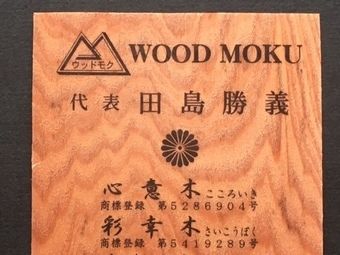 ウッドモク
WOOD MOKU
代表 田島勝義
心意木こころいき
商標登録 第5286904号
彩幸木さいこうぼく
商標登録 第5419289号